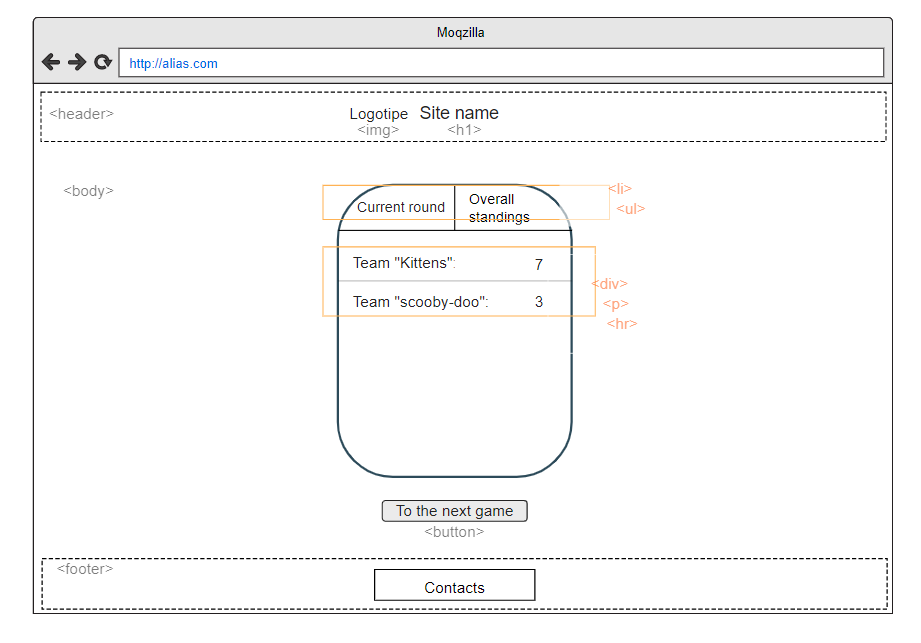 Moqzilla
http://alias.com
<header>
Logotipe Site name
<img> <h1>
<body>
<li>
Current round
Overall
standings
<ul>
Team "Kittens": 7
<div>
Team "scooby-doo": 3
<p>
<hr>
To the next game
<button>
<footer>
Contacts